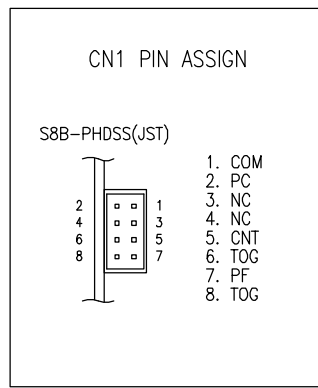 CN1 PIN ASSIGN
S8B-PHDSS(JST)
2 1
4 3
6 5
8 7
1. COM
2. PC
3. NC
4. NC
5. CNT
6. TOG
7. PF
8. TOG